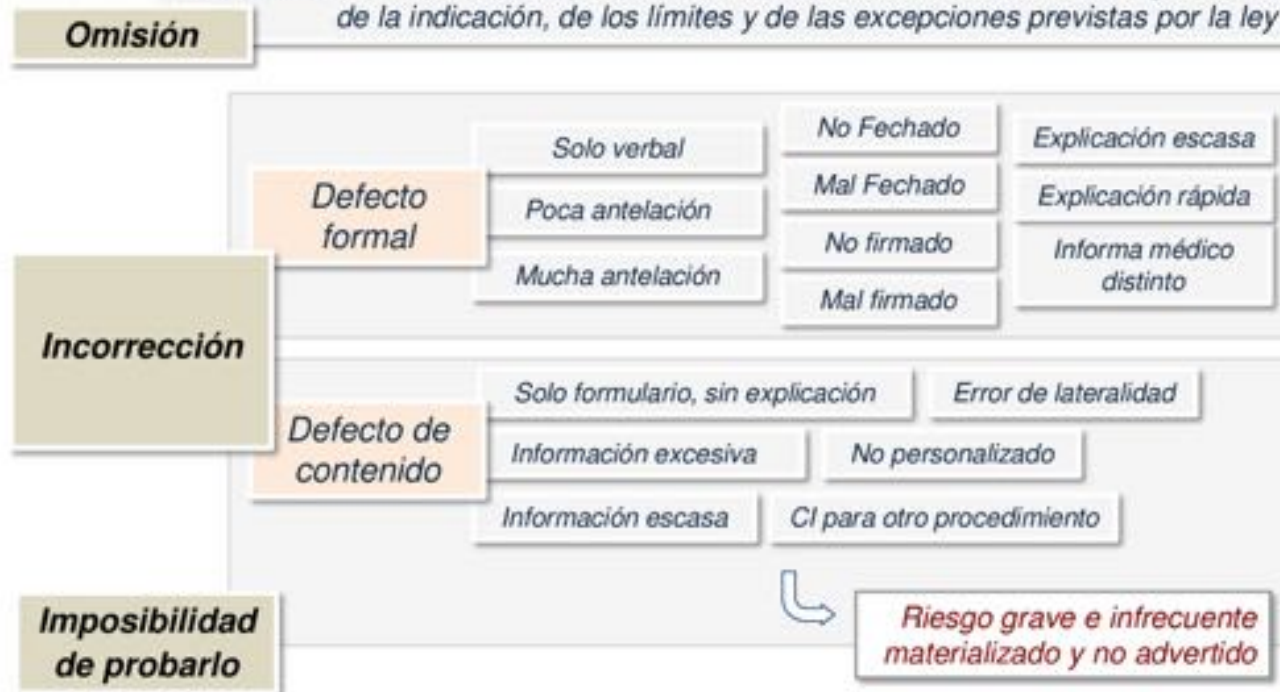 Omisión
de la indicación, de los límites y de las excepciones previstas por la ley
Incorrección
Defecto
formal
Solo verbal
Poca antelación
Mucha antelación
No Fechado
Mal Fechado
No firmado
Mal firmado
Explicación escasa
Explicación rápida
Informa médico
distinto
Defecto de
contenido
Solo formulario, sin explicación
Error de lateralidad
Información excesiva
No personalizado
Información escasa
CI para otro procedimiento
Riesgo grave e infrecuente
materializado y no advertido
Imposibilidad
de probarlo